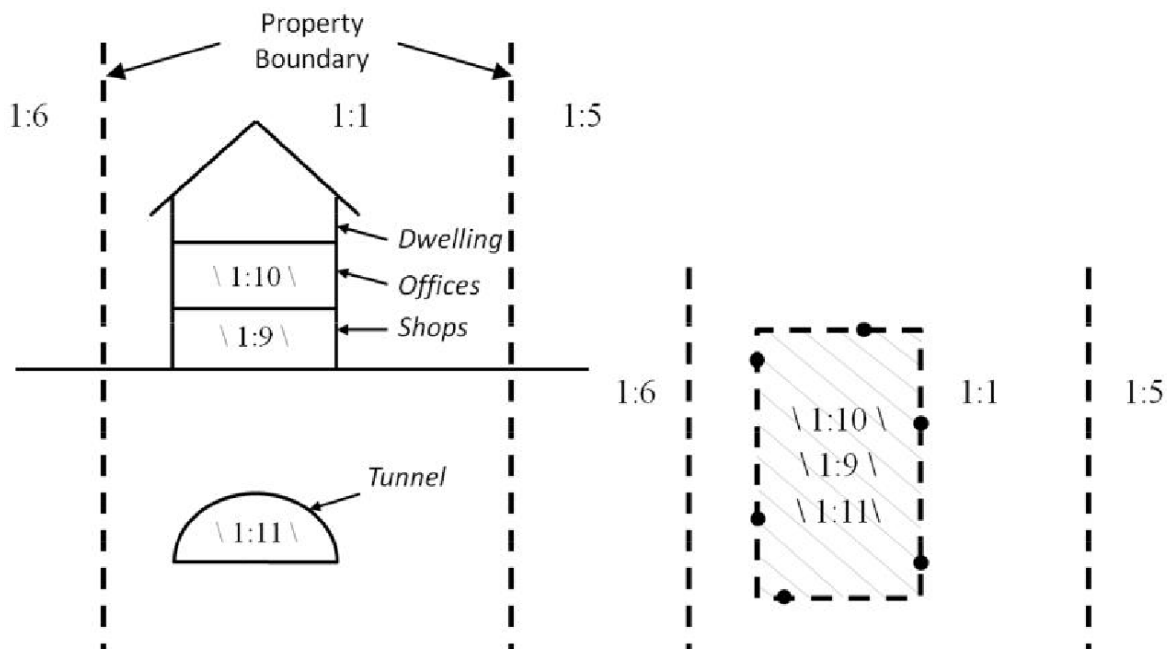 Property
Boundary
1:6
1:1
1:5
Dwelling
\ 1:10 \
Offices
\ 1:9 \
Shops
Tunnel
\ 1:11 \
1:6
1:1
1:5
\ 1:10 \
\ 1:9 \
\ 1:11\